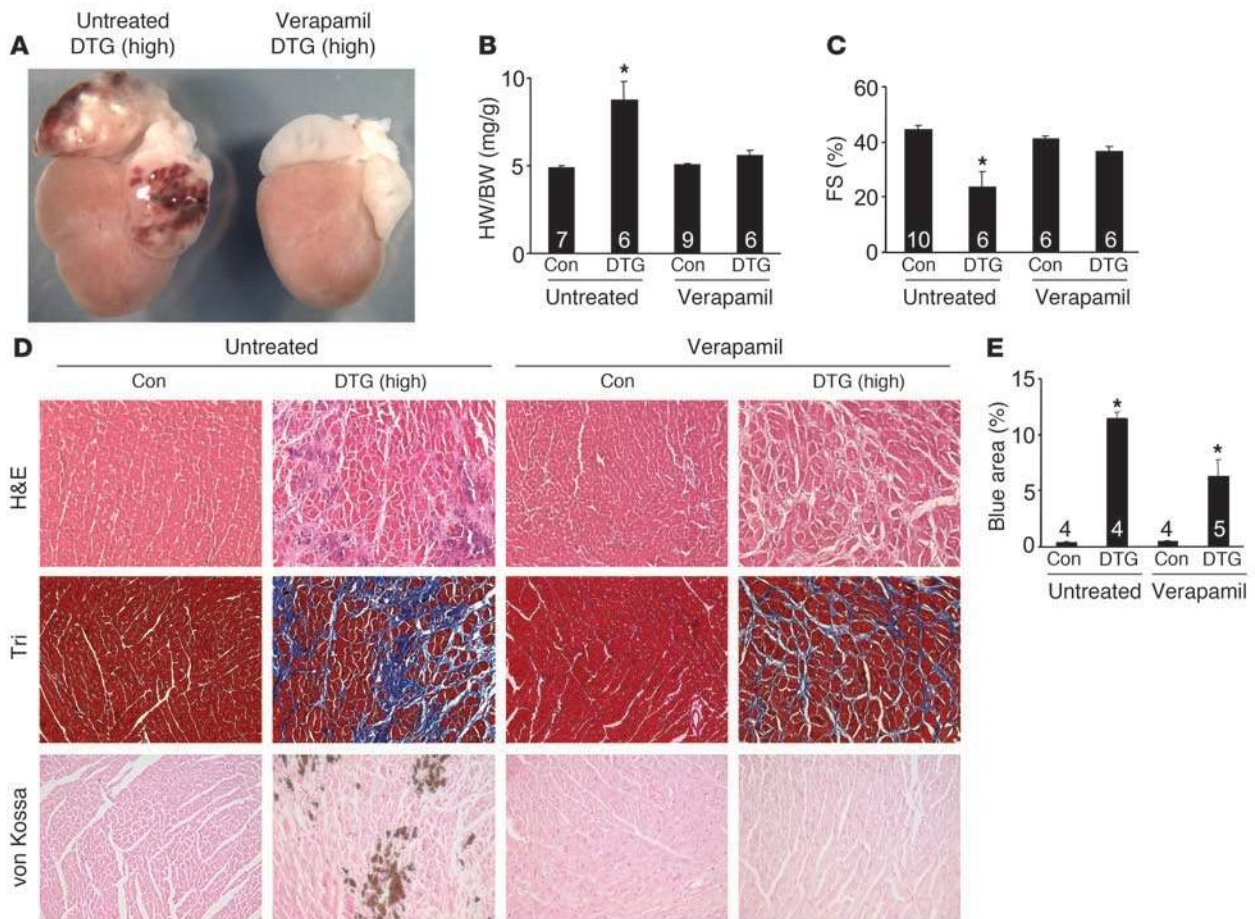 A
Untreated
DTG (high)
Verapamil
DTG (high)
B
HW/BW (mg/g)
10
5
0
*
7
6
9
6
Con
DTG
Con
DTG
Untreated
Verapamil
C
FS (%)
60
40
20
0
*
10
6
6
6
Con
DTG
Con
DTG
Untreated
Verapamil
D
Untreated
Verapamil
Con
DTG (high)
Con
DTG (high)
H&E
Tri
von Kossa
E
Blue area (%)
15
10
5
0
*
*
4
4
4
5
Con
DTG
Con
DTG
Untreated
Verapamil